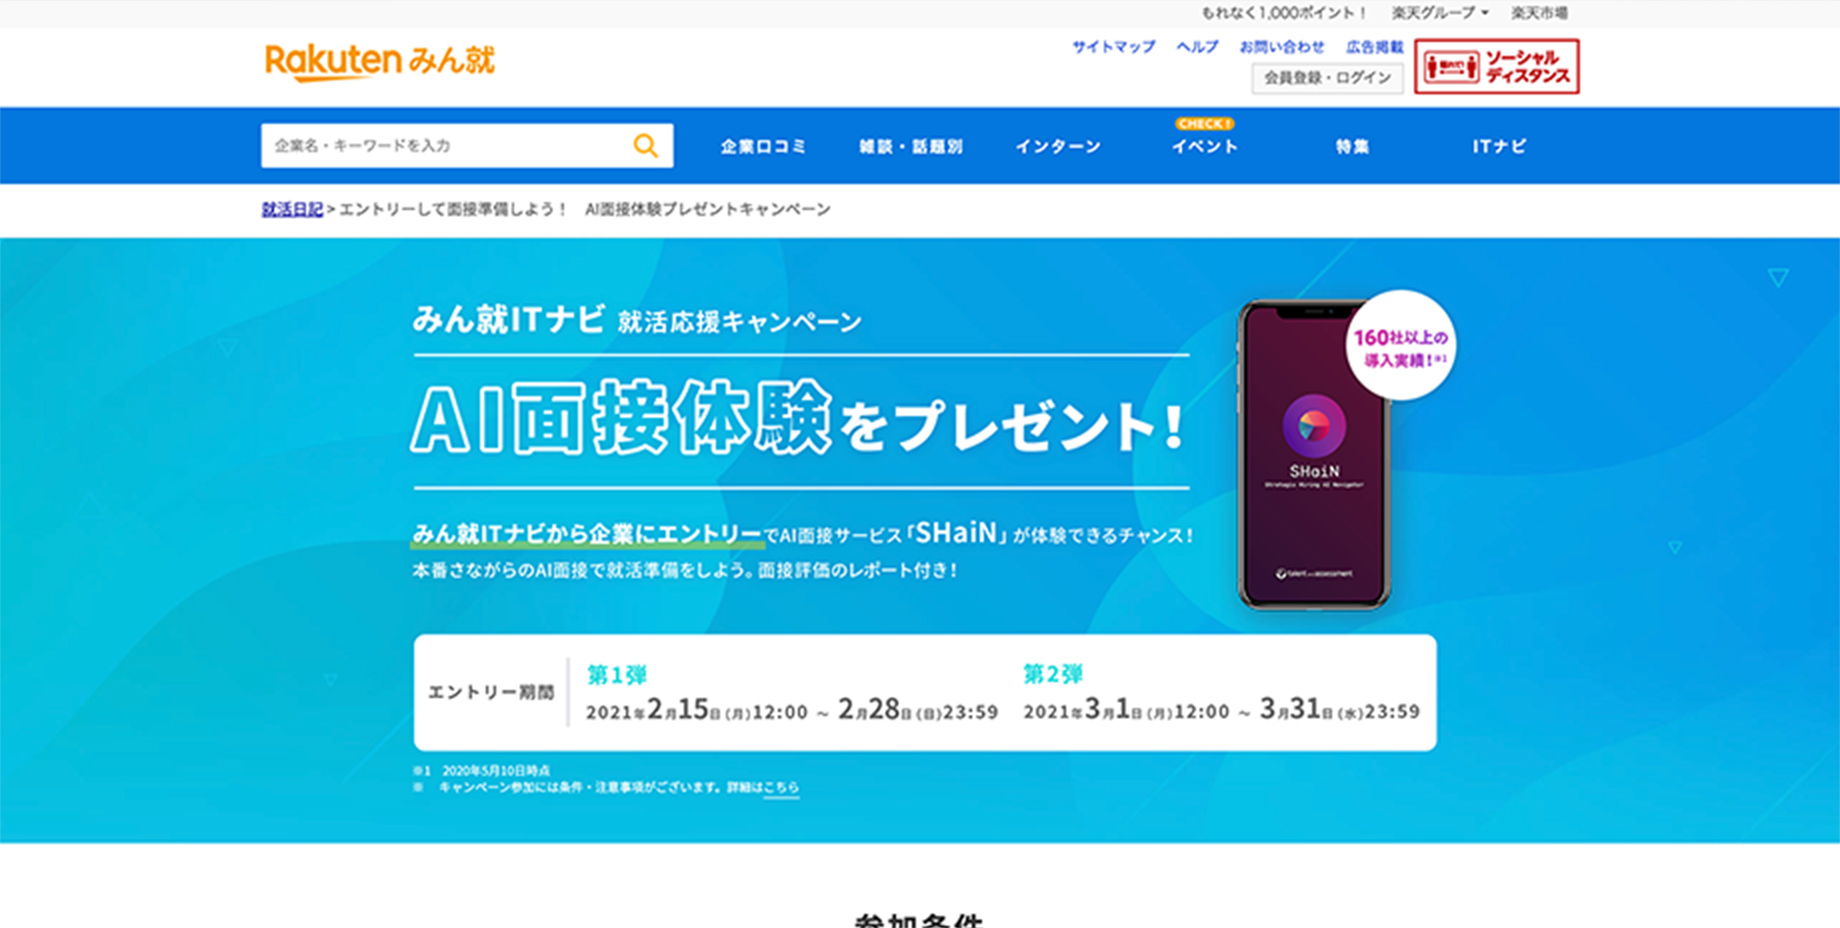 もれなく1,000ポイント！ 楽天グループ 楽天市場
Rakuten みん就
サイトマップ ヘルプ お問い合わせ 広告掲載
会員登録・ログイン
離れて!
ソーシャル
ディスタンス
企業名・キーワードを入力
企業口コミ 雑談・話題別 インターン CHECK! イベント 特集 ITナビ
就活日記 > エントリーして面接準備しよう！ AI面接体験プレゼントキャンペーン
みん就ITナビ 就活応援キャンペーン
AI面接体験をプレゼント!
みん就ITナビから企業にエントリーでAI面接サービス「SHaiN」が体験できるチャンス!
本番さながらのAI面接で就活準備をしよう。面接評価のレポート付き!
160社以上の
導入実績!※1
SHaiN
Strategic Hiring AI Navigator
talent and assessment
エントリー期間
第1弾
2021年2月15日(月)12:00 ~ 2月28日(日)23:59
第2弾
2021年3月1日(月)12:00 ~ 3月31日(水)23:59
※1 2020年5月10日時点
※ キャンペーン参加には条件・注意事項がございます。詳細はこちら
参加条件